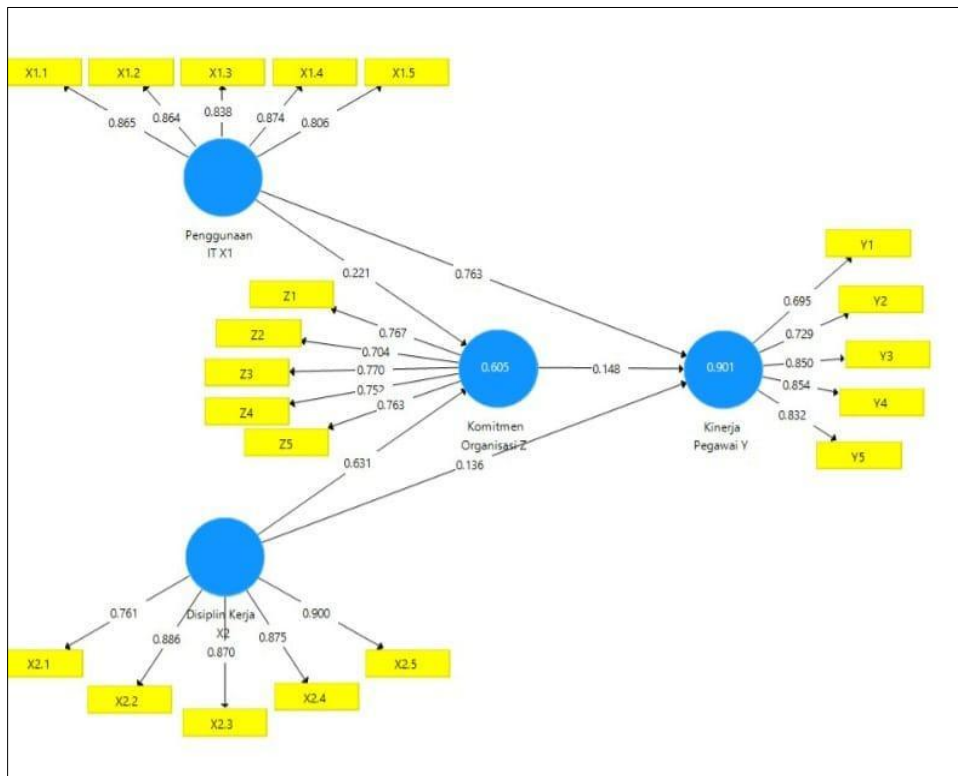 X1.1
X1.2
X1.3
X1.4
X1.5
0.865
0.864
0.838
0.874
0.806
Penggunaan
IT X1
0.221
0.763
Z1
Z2
Z3
Z4
Z5
0.767
0.704
0.770
0.752
0.763
0.605
Komitmen
Organisasi Z
0.148
0.631
0.136
0.901
Kinerja
Pegawai Y
Y1
Y2
Y3
Y4
Y5
0.695
0.729
0.850
0.854
0.832
Disiplin Kerja
X2
0.761
0.886
0.870
0.875
0.900
X2.1
X2.2
X2.3
X2.4
X2.5